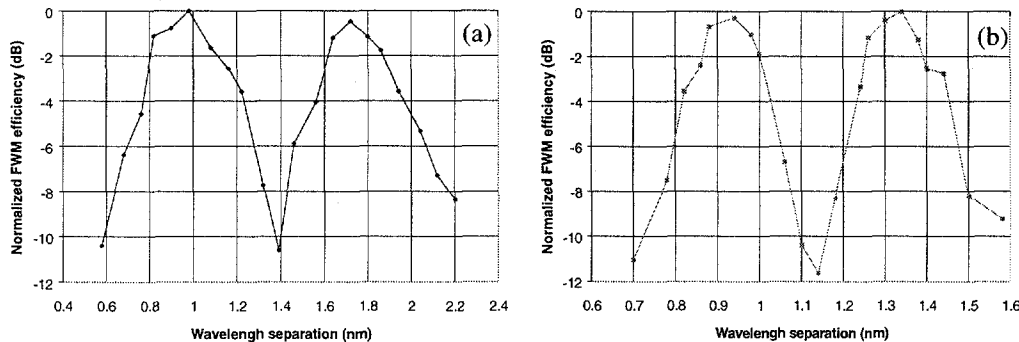 (a)
Normalized FWM efficiency (dB)
0
-2
-4
-6
-8
-10
-12
0.4 0.6 0.8 1 1.2 1.4 1.6 1.8 2 2.2 2.4
Wavelengh separation (nm)
(b)
Normalized FWM efficiency (dB)
0
-2
-4
-6
-8
-10
-12
0.6 0.7 0.8 0.9 1 1.1 1.2 1.3 1.4 1.5 1.6
Wavelengh separation (nm)